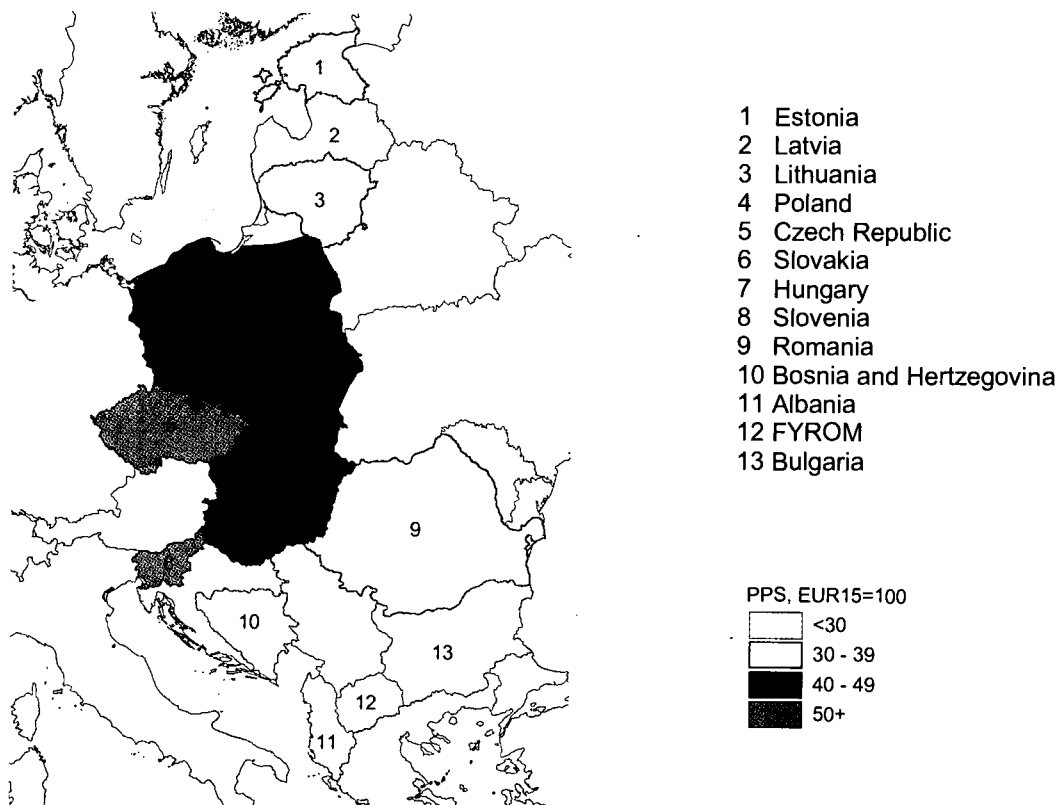 1
2
3
9
10
13
12
11
1 Estonia
2 Latvia
3 Lithuania
4 Poland
5 Czech Republic
6 Slovakia
7 Hungary
8 Slovenia
9 Romania
10 Bosnia and Hertzegovina
11 Albania
12 FYROM
13 Bulgaria
PPS, EUR15=100
<30
30 - 39
40 - 49
50+